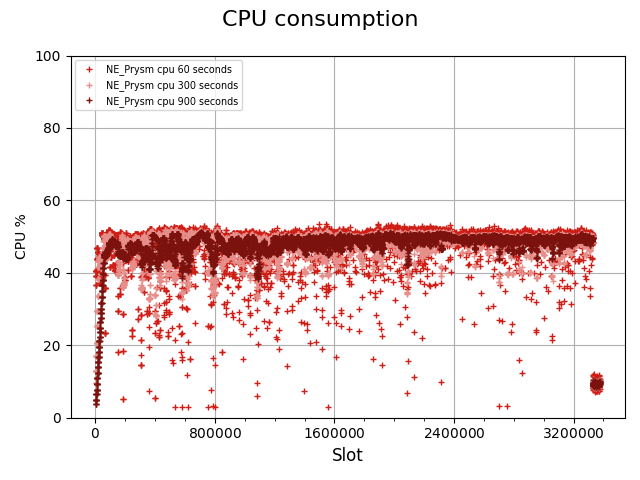 CPU consumption
100
80
60
40
20
0
CPU %
NE_Prysm cpu 60 seconds
NE_Prysm cpu 300 seconds
NE_Prysm cpu 900 seconds
0 800000 1600000 2400000 3200000
Slot